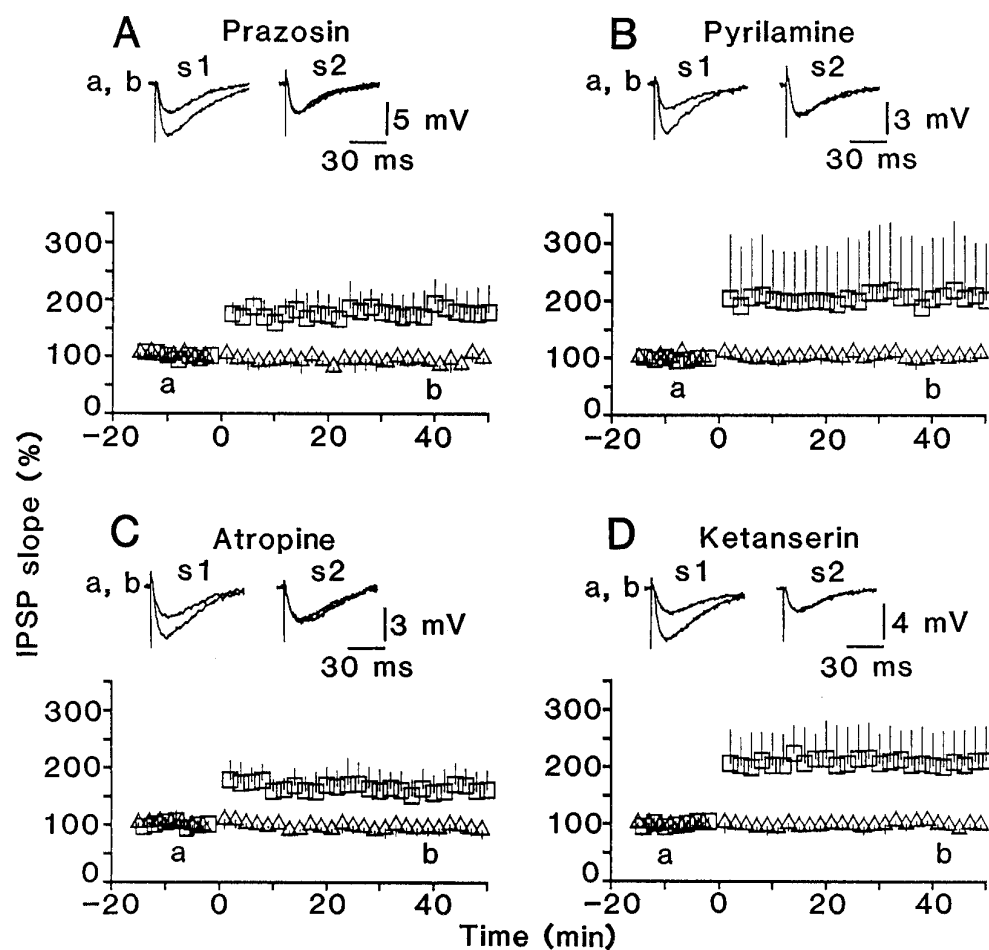 A Prazosin
a, b s1 s2
5 mV
30 ms
300
200
100
0
a b
-20 0 20 40
B Pyrilamine
a, b s1 s2
3 mV
30 ms
300
200
100
0
a b
-20 0 20 40
IPSP slope (%)
C Atropine
a, b s1 s2
3 mV
30 ms
300
200
100
0
a b
-20 0 20 40
D Ketanserin
a, b s1 s2
4 mV
30 ms
300
200
100
0
a b
-20 0 20 40
Time (min)